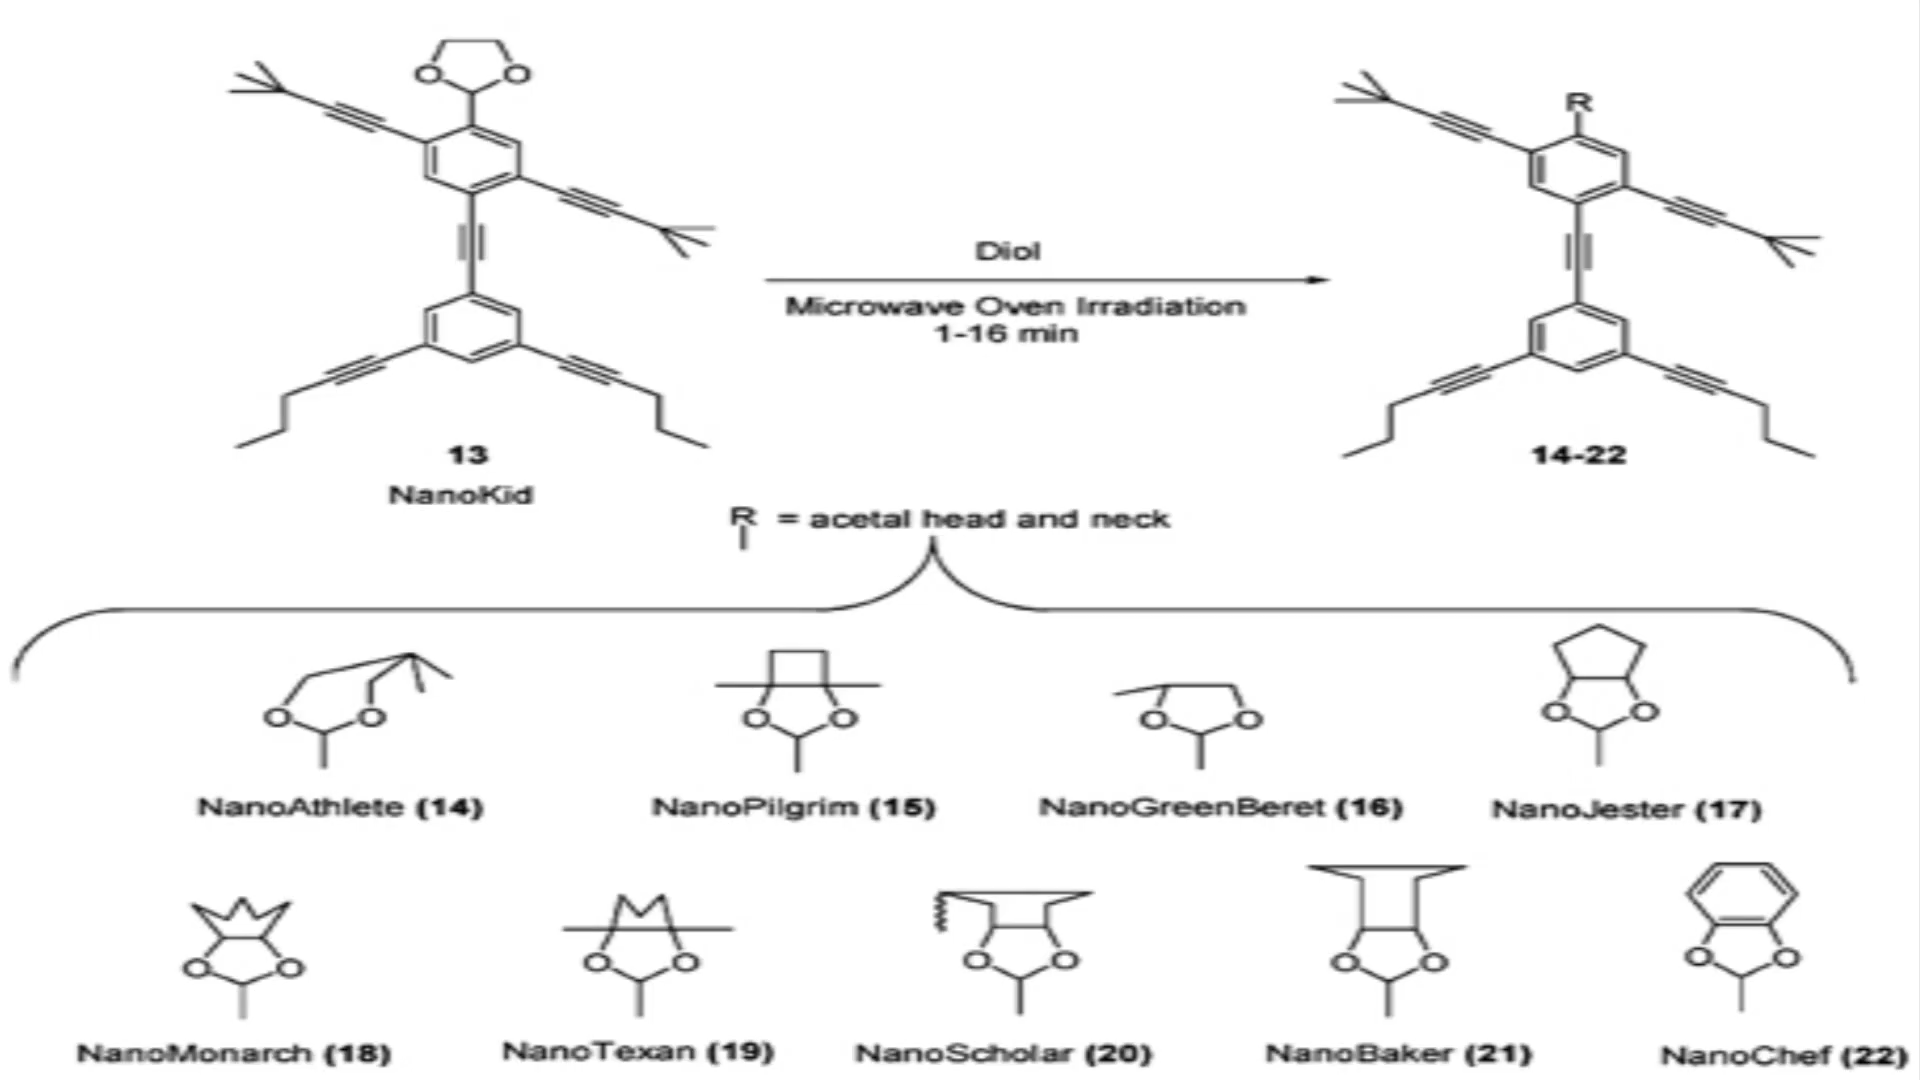 O O
R
Diol
Microwave Oven Irradiation
1-16 min
13
14-22
NanoKid
R = acetal head and neck
O O
O O
O O
O O
NanoAthlete (14)
NanoPilgrim (15)
NanoGreenBeret (16)
NanoJester (17)
O O
O O
O O
O O
O O
NanoMonarch (18)
NanoTexan (19)
NanoScholar (20)
NanoBaker (21)
NanoChef (22)